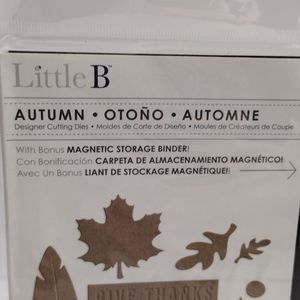 Little B™
AUTUMN • OTOÑO • AUTOMNE
Designer Cutting Dies • Moldes de Corte de Diseño • Moules de Créateurs de Coupe
With Bonus MAGNETIC STORAGE BINDER!
Con Bonificación CARPETA DE ALMACENAMIENTO MAGNÉTICO!
Avec Un Bonus LIANT DE STOCKAGE MAGNÉTIQUE!
GIVE THANKS